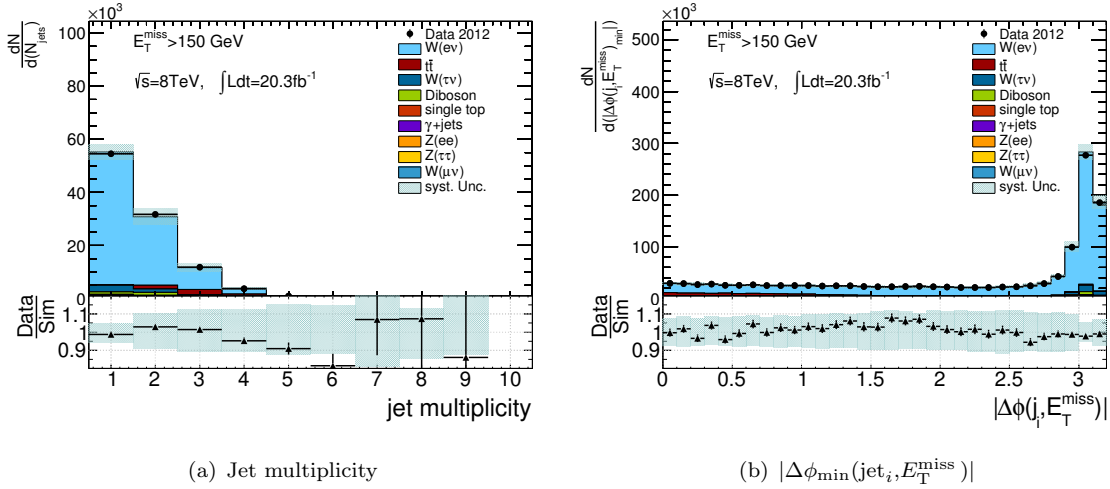 ×10³
dN
d(N_jets)
100
80
60
40
20
0
E_T^miss>150 GeV
√s=8TeV, ∫Ldt=20.3fb⁻¹
Data 2012
W(eν)
tt̄
W(τν)
Diboson
single top
γ+jets
Z(ee)
Z(ττ)
W(μν)
syst. Unc.
Data
Sim
1.1
1
0.9
1 2 3 4 5 6 7 8 9 10
jet multiplicity
(a) Jet multiplicity
×10³
dN
d(|Δϕ(j_i,E_T^miss)_min|)
500
400
300
200
100
0
E_T^miss>150 GeV
√s=8TeV, ∫Ldt=20.3fb⁻¹
Data 2012
W(eν)
tt̄
W(τν)
Diboson
single top
γ+jets
Z(ee)
Z(ττ)
W(μν)
syst. Unc.
Data
Sim
1.1
1
0.9
0 0.5 1 1.5 2 2.5 3
|Δϕ(j_i,E_T^miss)|
(b) |Δϕ_min(jet_i,E_T^miss)|